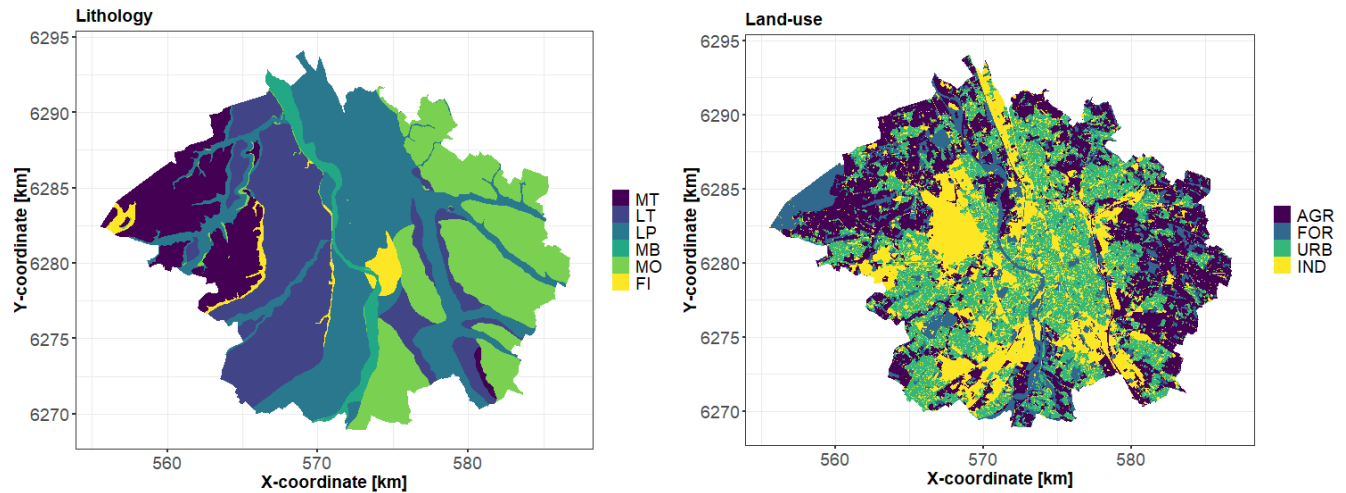 Lithology
6295
6290
6285
6280
6275
6270
560
570
580
X-coordinate [km]
Y-coordinate [km]
MT
LT
LP
MB
MO
FI
Land-use
6295
6290
6285
6280
6275
6270
560
570
580
X-coordinate [km]
Y-coordinate [km]
AGR
FOR
URB
IND